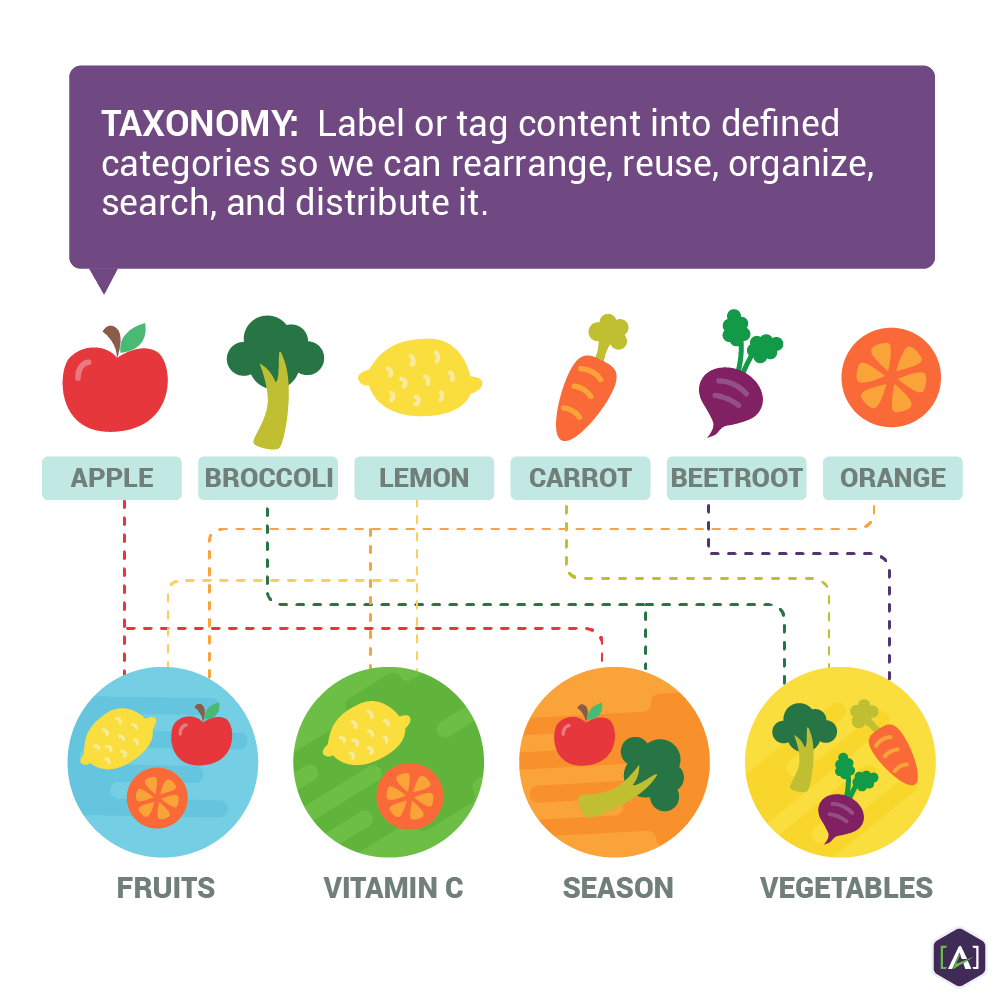 TAXONOMY: Label or tag content into defined
categories so we can rearrange, reuse, organize,
search, and distribute it.
APPLE
BROCCOLI
LEMON
CARROT
BEETROOT
ORANGE
FRUITS
VITAMIN C
SEASON
VEGETABLES
[A]